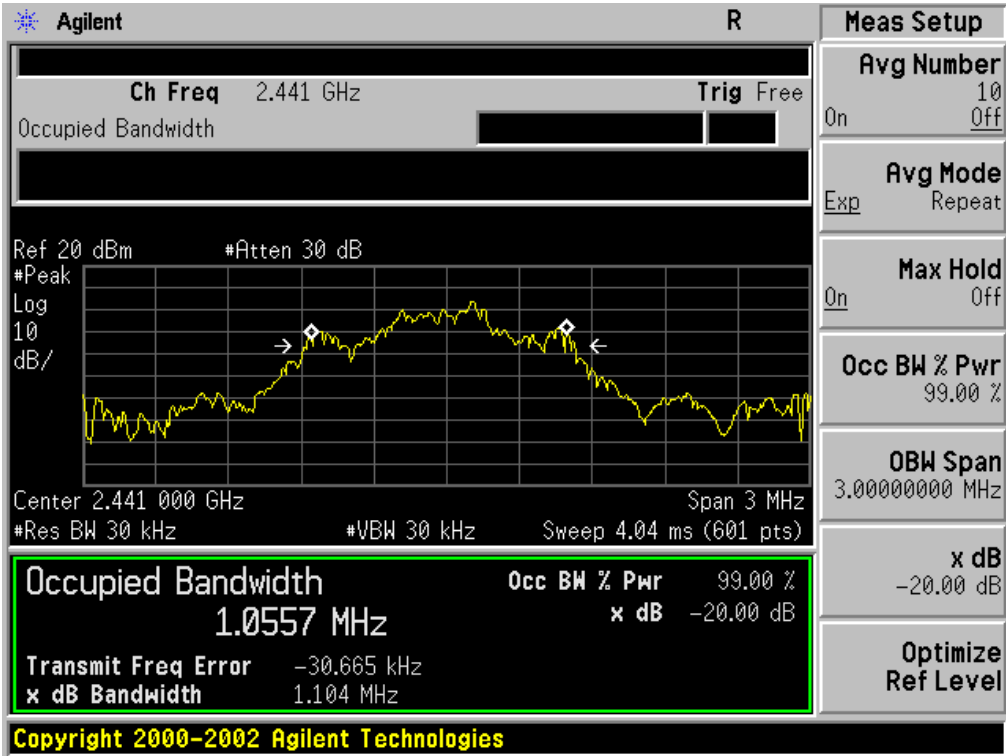 Agilent R
Ch Freq 2.441 GHz Trig Free
Occupied Bandwidth
Ref 20 dBm #Atten 30 dB
#Peak
Log
10
dB/
Center 2.441 000 GHz Span 3 MHz
#Res BW 30 kHz #VBW 30 kHz Sweep 4.04 ms (601 pts)
Occupied Bandwidth
1.0557 MHz
Occ BW % Pwr 99.00 %
x dB -20.00 dB
Transmit Freq Error -30.665 kHz
x dB Bandwidth 1.104 MHz
Copyright 2000-2002 Agilent Technologies
Meas Setup
Avg Number
10
On Off
Avg Mode
Exp Repeat
Max Hold
On Off
Occ BW % Pwr
99.00 %
OBW Span
3.00000000 MHz
x dB
-20.00 dB
Optimize
Ref Level